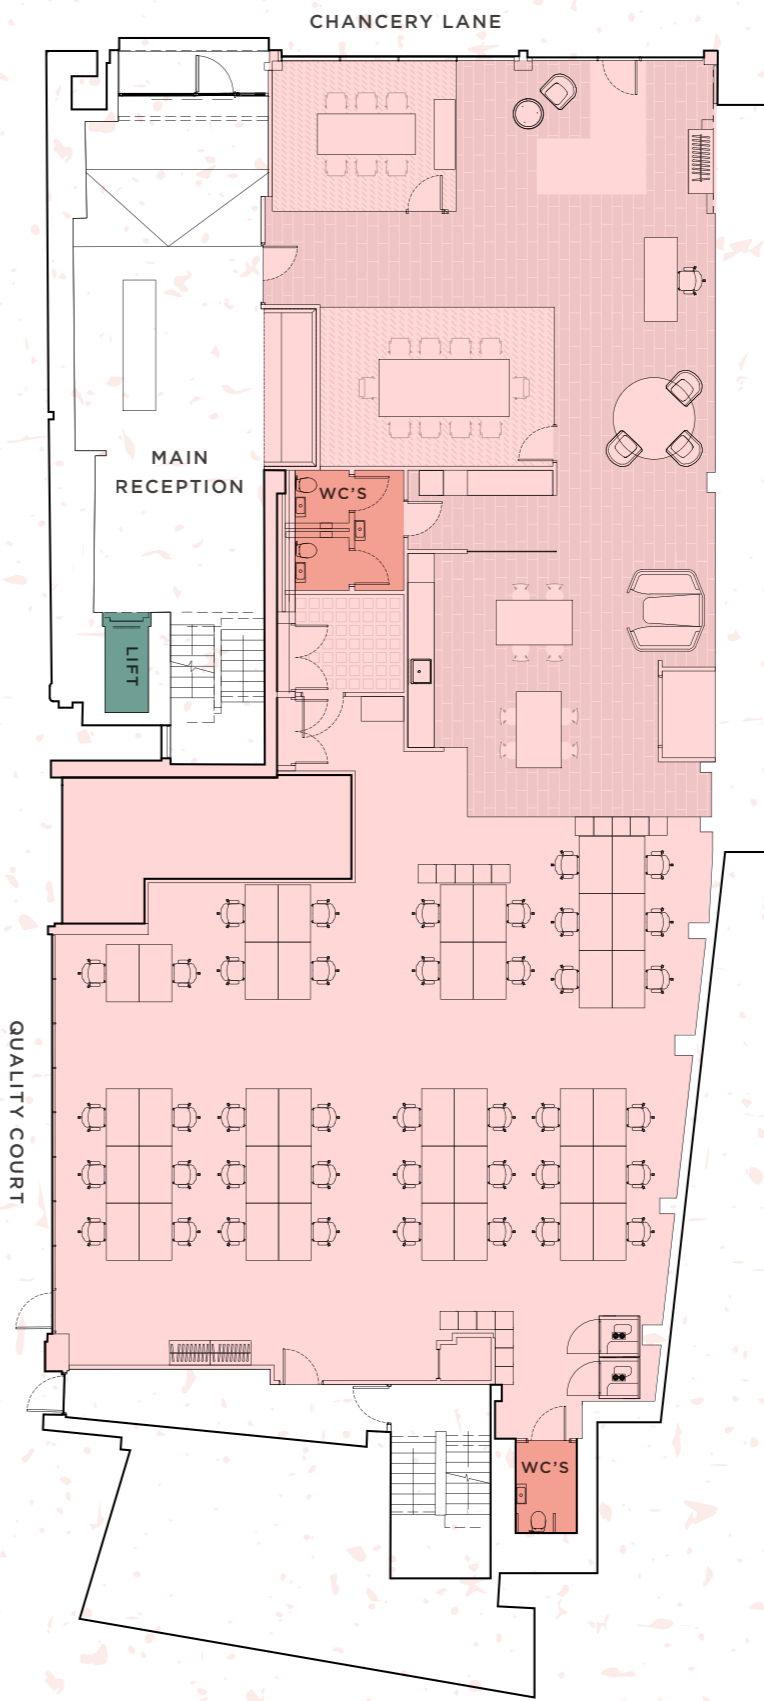 CHANCERY LANE
MAIN
RECEPTION
WC'S
LIFT
QUALITY COURT
WC'S